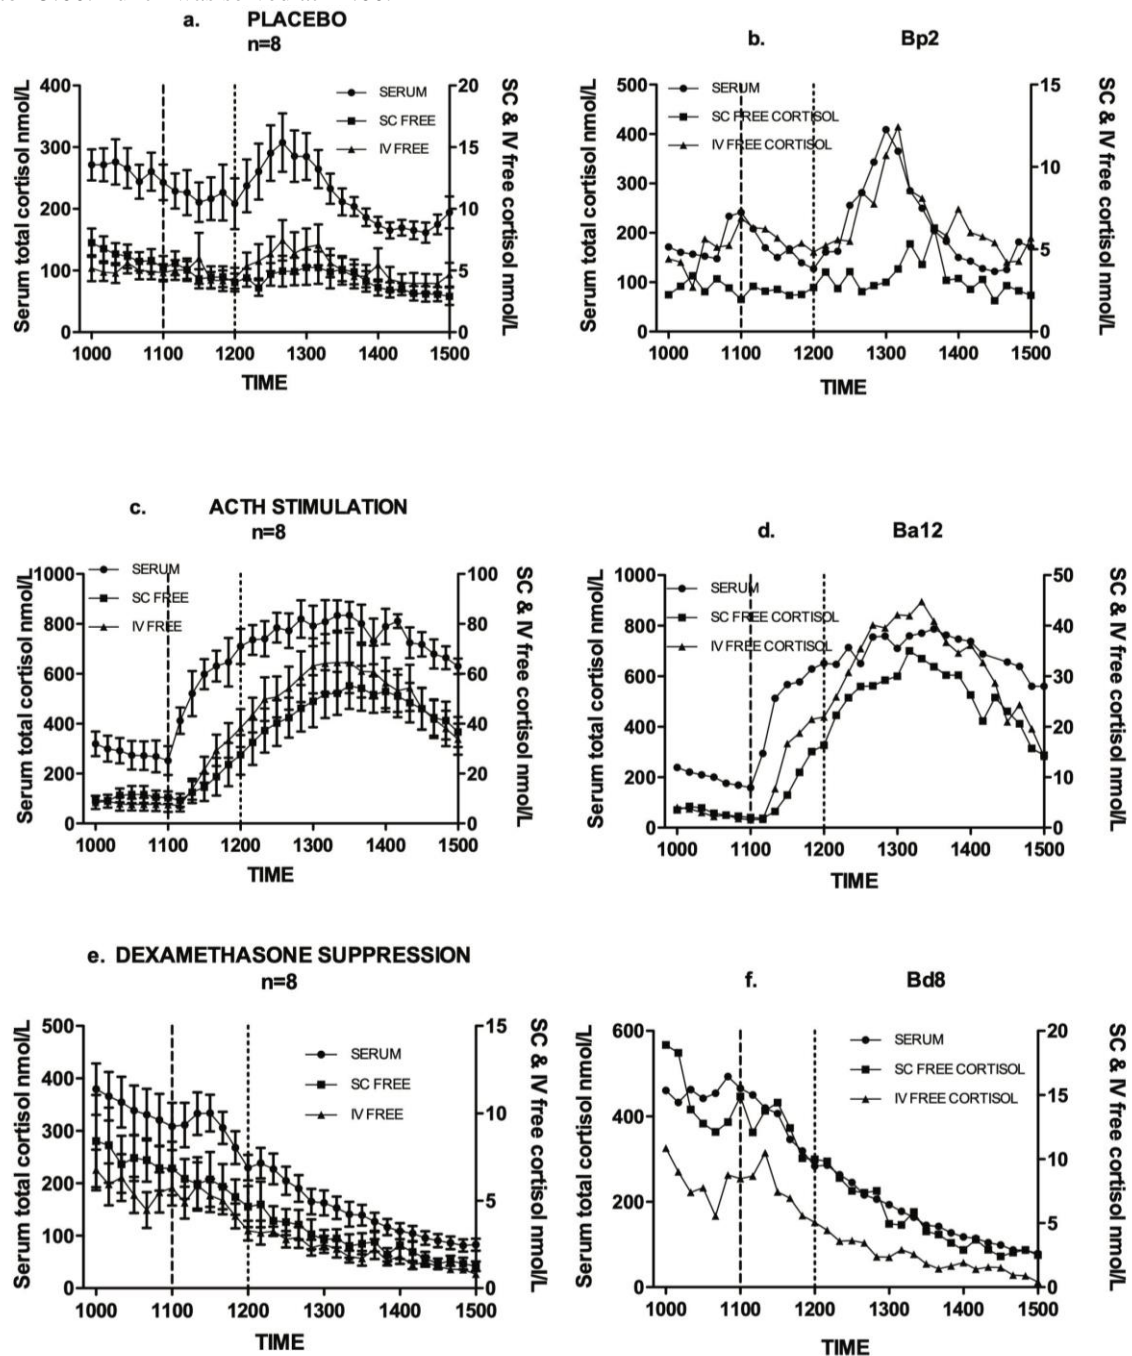 a. PLACEBO
n=8
Serum total cortisol nmol/L
400
300
200
100
0
SERUM
SC FREE
IV FREE
20
15
10
5
0
SC & IV free cortisol nmol/L
1000 1100 1200 1300 1400 1500
TIME
b. Bp2
Serum total cortisol nmol/L
500
400
300
200
100
0
SERUM
SC FREE CORTISOL
IV FREE CORTISOL
15
10
5
0
SC & IV free cortisol nmol/L
1000 1100 1200 1300 1400 1500
TIME
c. ACTH STIMULATION
n=8
Serum total cortisol nmol/L
1000
800
600
400
200
0
SERUM
SC FREE
IV FREE
100
80
60
40
20
0
SC & IV free cortisol nmol/L
1000 1100 1200 1300 1400 1500
TIME
d. Ba12
Serum total cortisol nmol/L
1000
800
600
400
200
0
SERUM
SC FREE CORTISOL
IV FREE CORTISOL
50
40
30
20
10
0
SC & IV free cortisol nmol/L
1000 1100 1200 1300 1400 1500
TIME
e. DEXAMETHASONE SUPPRESSION
n=8
Serum total cortisol nmol/L
500
400
300
200
100
0
SERUM
SC FREE
IV FREE
15
10
5
0
SC & IV free cortisol nmol/L
1000 1100 1200 1300 1400 1500
TIME
f. Bd8
Serum total cortisol nmol/L
600
400
200
0
SERUM
SC FREE CORTISOL
IV FREE CORTISOL
20
15
10
5
0
SC & IV free cortisol nmol/L
1000 1100 1200 1300 1400 1500
TIME